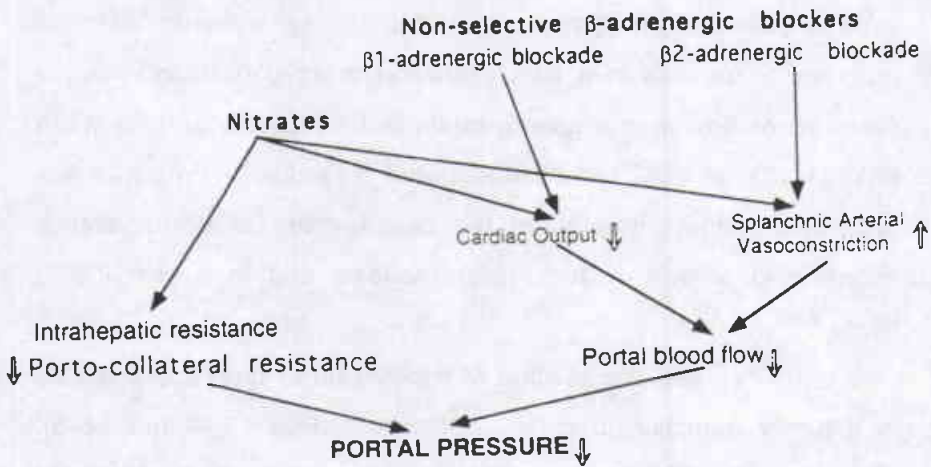 Non-selective β-adrenergic blockers
β1-adrenergic blockade β2-adrenergic blockade
Nitrates
Cardiac Output ⇓
Splanchnic Arterial
Vasoconstriction ⇑
Intrahepatic resistance
⇓ Porto-collateral resistance
Portal blood flow ⇓
PORTAL PRESSURE ⇓